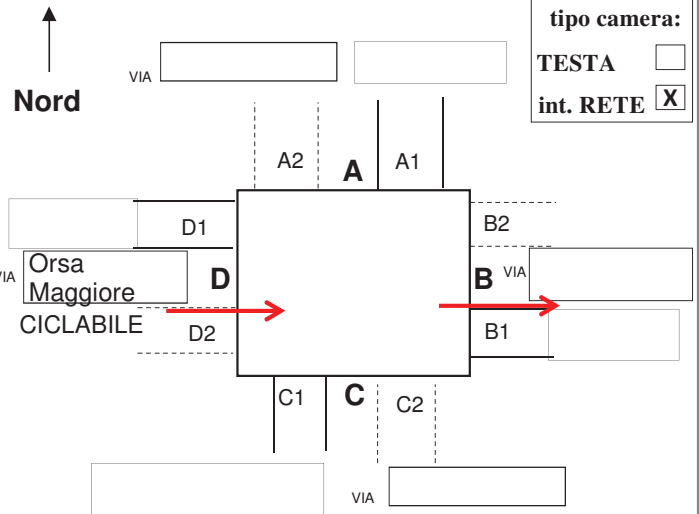 tipo camera:
TESTA
int. RETE X
Nord
VIA
A2
A
A1
D1
B2
VIA Orsa
Maggiore
CICLABILE
D
B
VIA
D2
B1
C1
C
C2
VIA